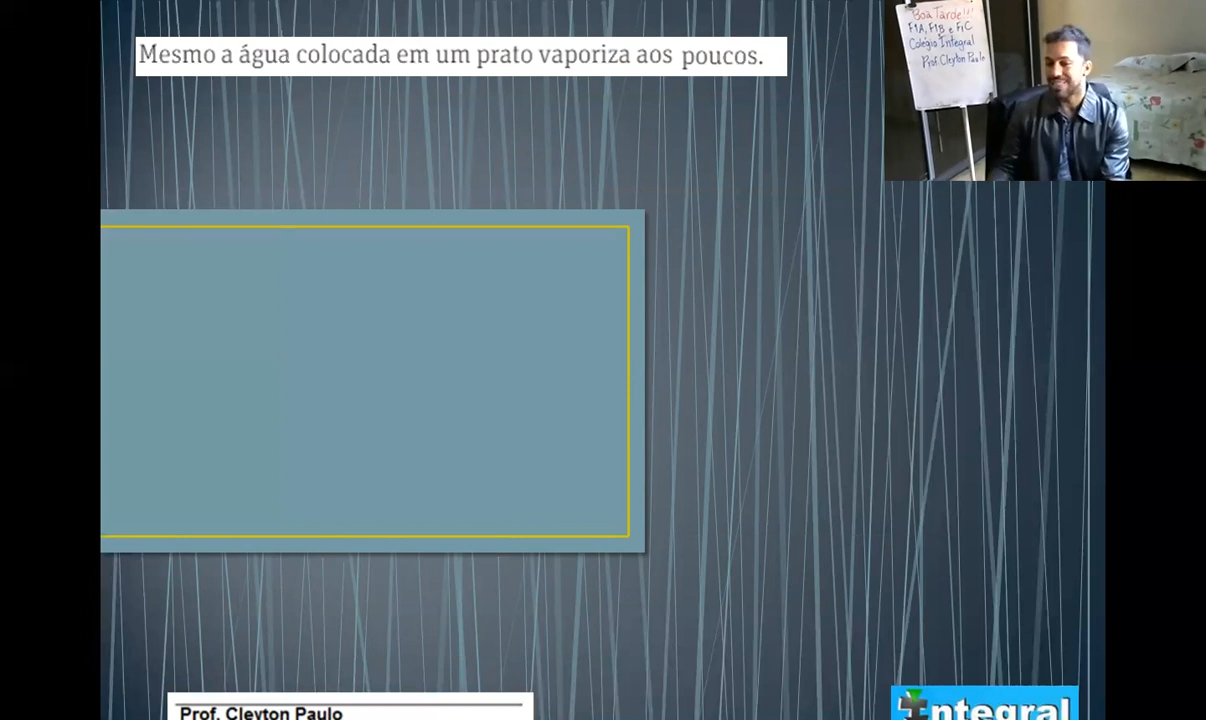 Mesmo a água colocada em um prato vaporiza aos poucos.
Boa Tarde!!!
F1A, F1B e F1C
Colégio Integral
Prof. Cleyton Paulo
Prof. Cleyton Paulo
Integral